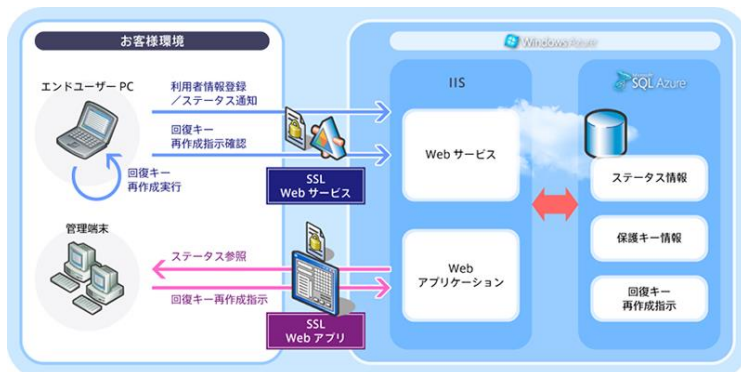 お客様環境
Windows Azure
エンドユーザー PC
利用者情報登録
／ステータス通知
回復キー
再作成指示確認
回復キー
再作成実行
SSL
Web サービス
管理端末
ステータス参照
回復キー再作成指示
SSL
Web アプリ
IIS
Web サービス
Web
アプリケーション
Microsoft
SQL Azure
ステータス情報
保護キー情報
回復キー
再作成指示